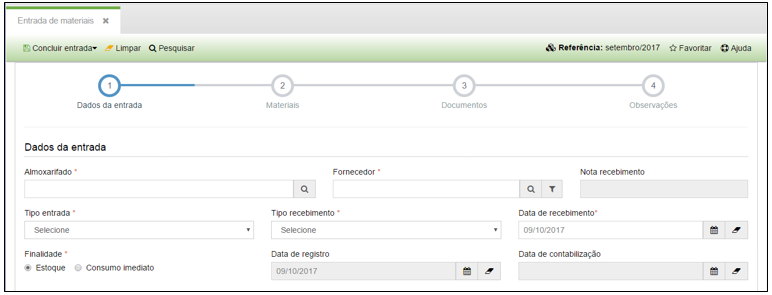 Entrada de materiais ✖
Concluir entrada Limpar Pesquisar Referência: setembro/2017 Favoritar Ajuda
1 2 3 4
Dados da entrada Materiais Documentos Observações
Dados da entrada
Almoxarifado * Fornecedor * Nota recebimento
Tipo entrada * Tipo recebimento * Data de recebimento*
Selecione Selecione 09/10/2017
Finalidade * Data de registro Data de contabilização
Estoque Consumo imediato 09/10/2017